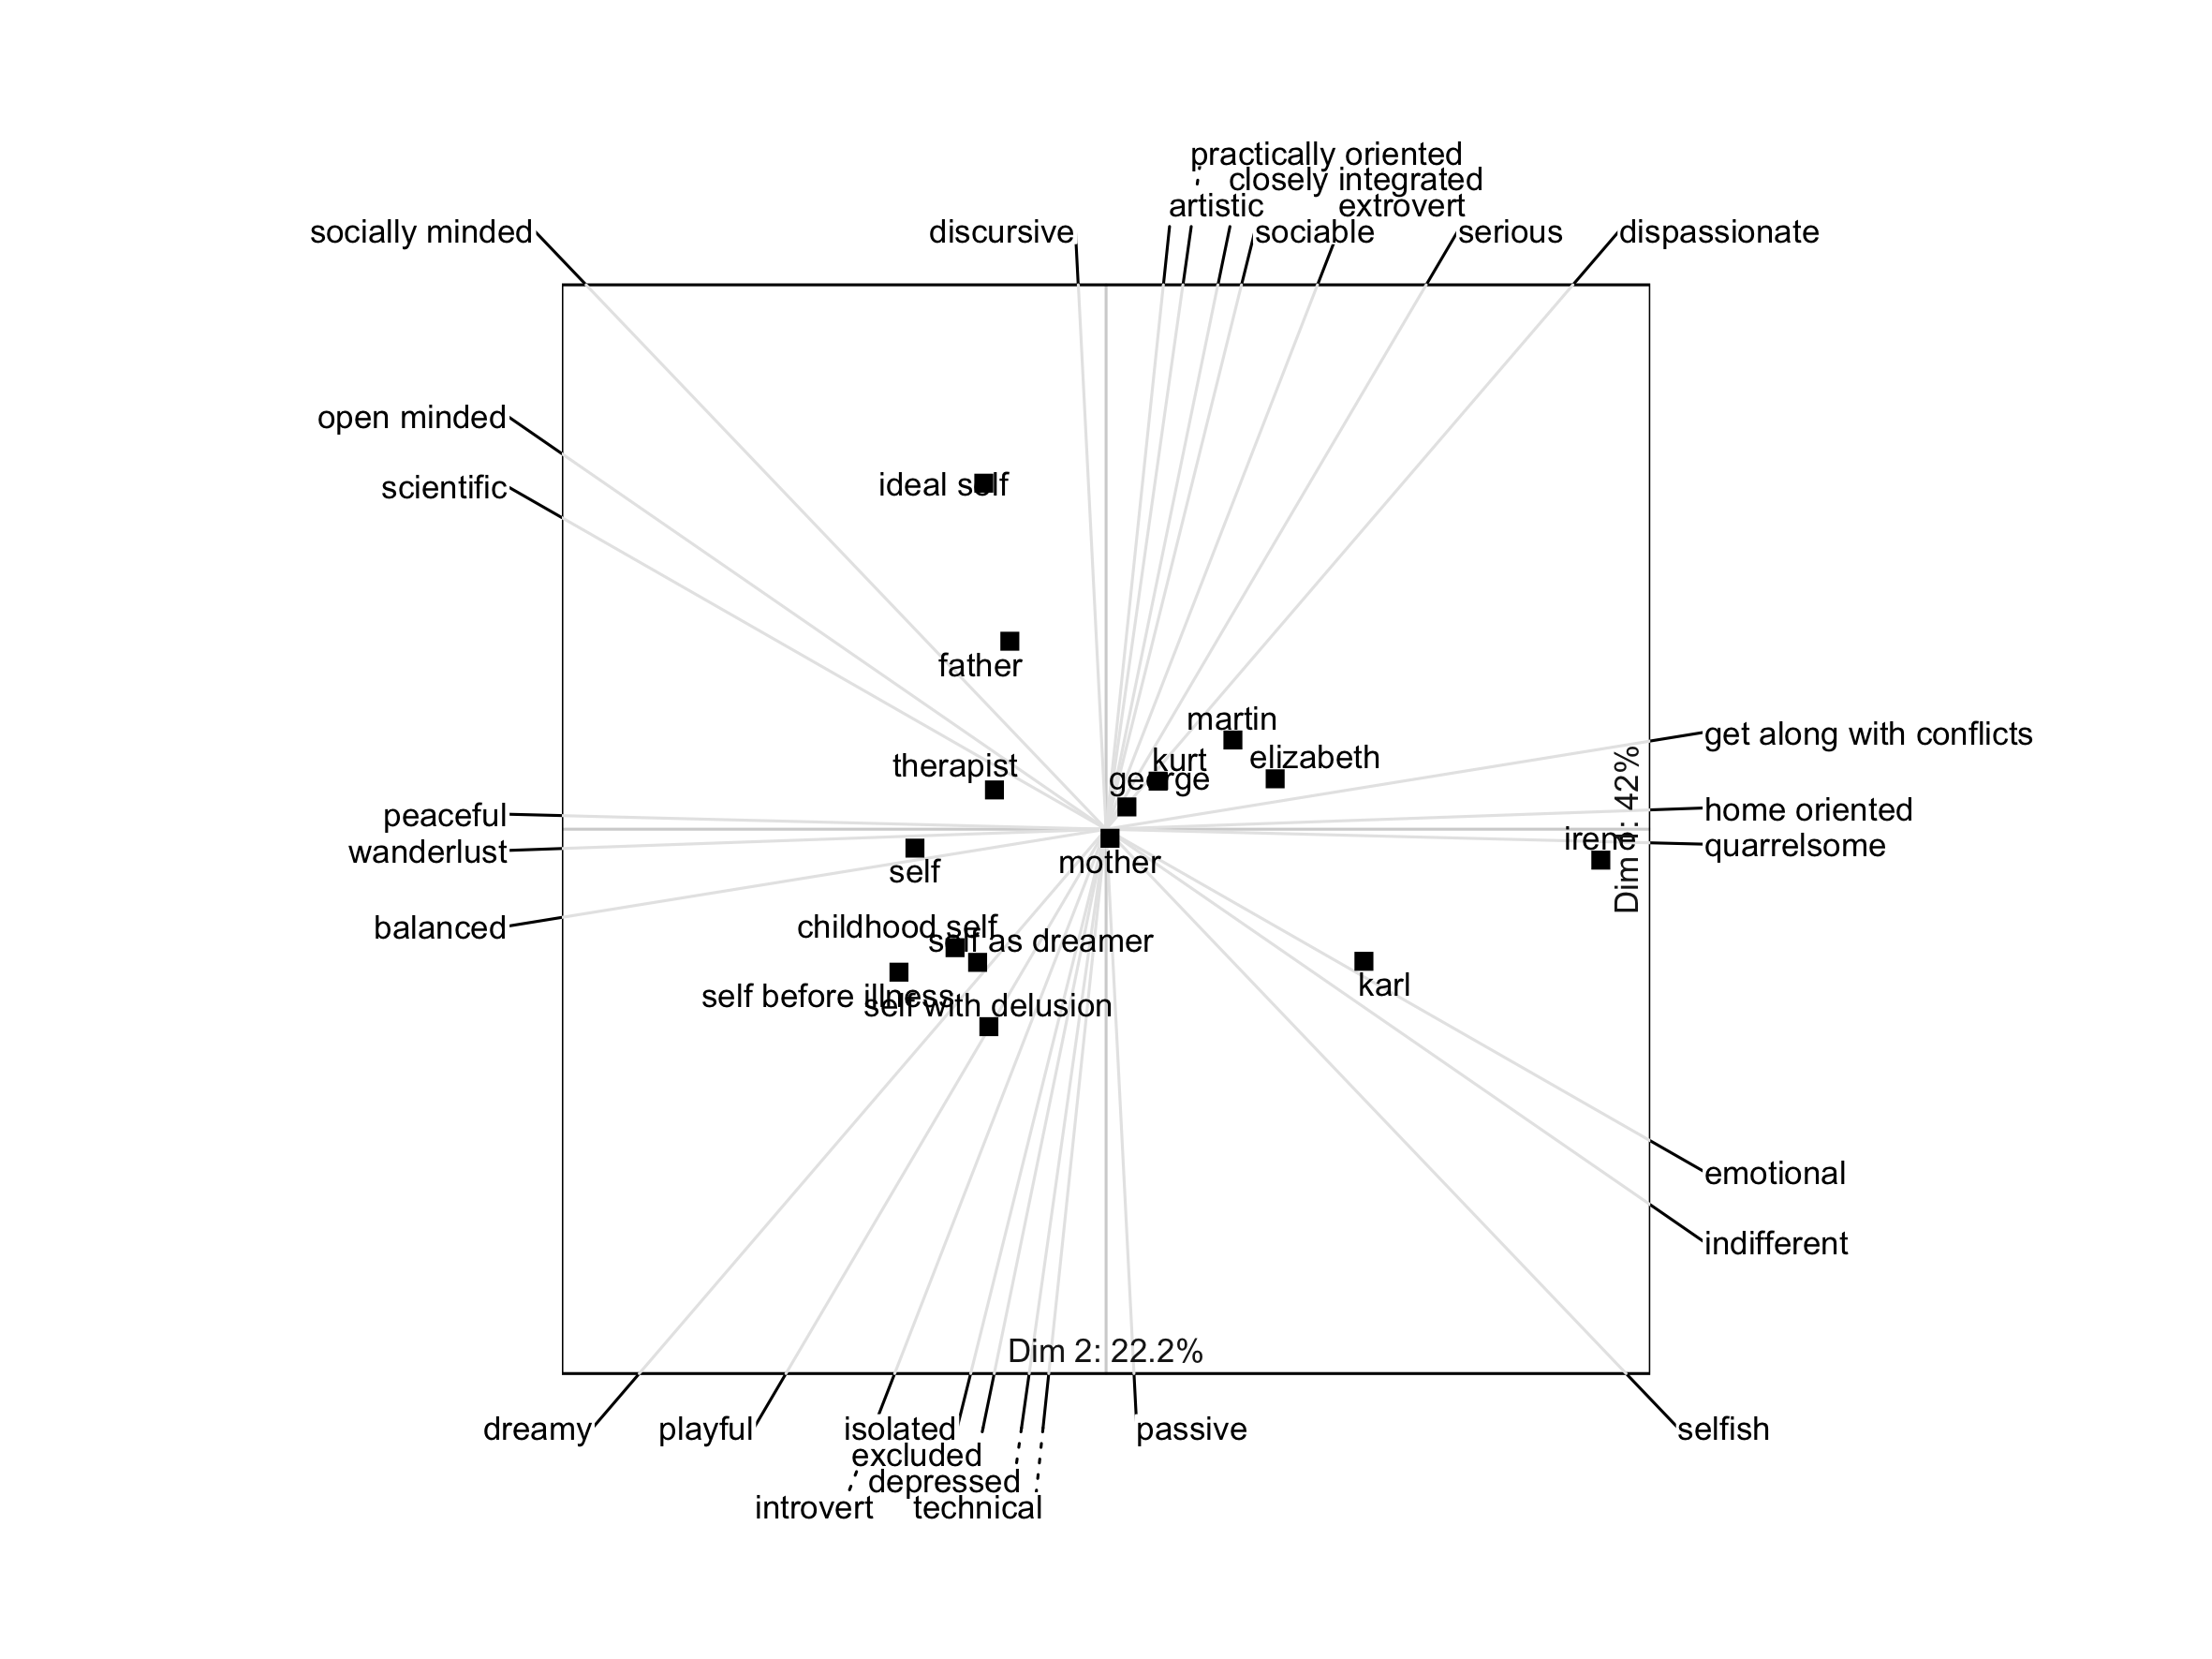 practically oriented
closely integrated
artistic
extrovert
socially minded
discursive
sociable
serious
dispassionate
open minded
scientific
ideal self
father
martin
get along with conflicts
kurt
elizabeth
therapist
george
home oriented
peaceful
irene
quarrelsome
wanderlust
Dim 1: 42%
mother
self
balanced
childhood self
self as dreamer
karl
self before illness
self with delusion
emotional
indifferent
Dim 2: 22.2%
dreamy
playful
isolated
passive
selfish
excluded
depressed
introvert
technical